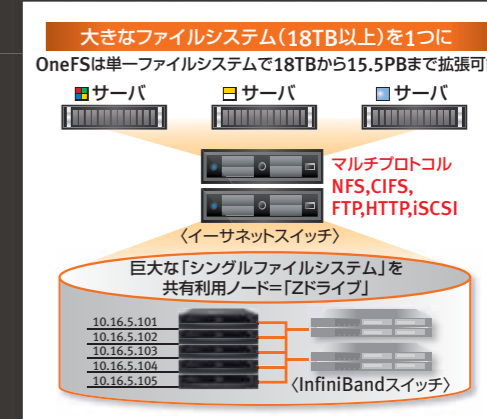 大きなファイルシステム（18TB以上）を1つに
OneFSは単一ファイルシステムで18TBから15.5PBまで拡張可
サーバ
サーバ
サーバ
マルチプロトコル
NFS,CIFS,
FTP,HTTP,iSCSI
〈イーサネットスイッチ〉
巨大な「シングルファイルシステム」を
共有利用ノード=「Zドライブ」
10.16.5.101
10.16.5.102
10.16.5.103
10.16.5.104
10.16.5.105
〈InfiniBandスイッチ〉